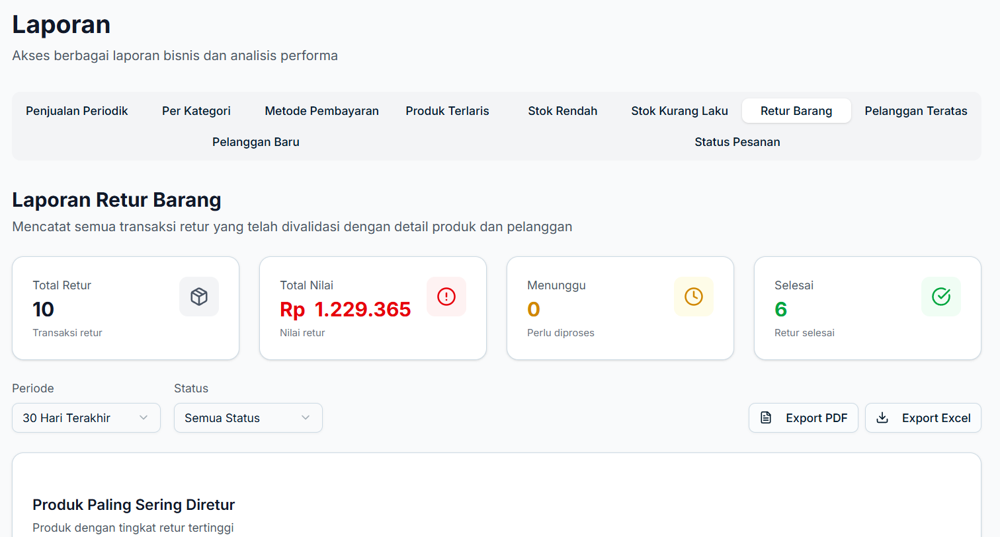 Laporan
Akses berbagai laporan bisnis dan analisis performa
Penjualan Periodik
Per Kategori
Metode Pembayaran
Produk Terlaris
Stok Rendah
Stok Kurang Laku
Retur Barang
Pelanggan Teratas
Pelanggan Baru
Status Pesanan
Laporan Retur Barang
Mencatat semua transaksi retur yang telah divalidasi dengan detail produk dan pelanggan
Total Retur
10
Transaksi retur
Total Nilai
Rp 1.229.365
Nilai retur
Menunggu
0
Perlu diproses
Selesai
6
Retur selesai
Periode
30 Hari Terakhir
Status
Semua Status
Export PDF
Export Excel
Produk Paling Sering Diretur
Produk dengan tingkat retur tertinggi